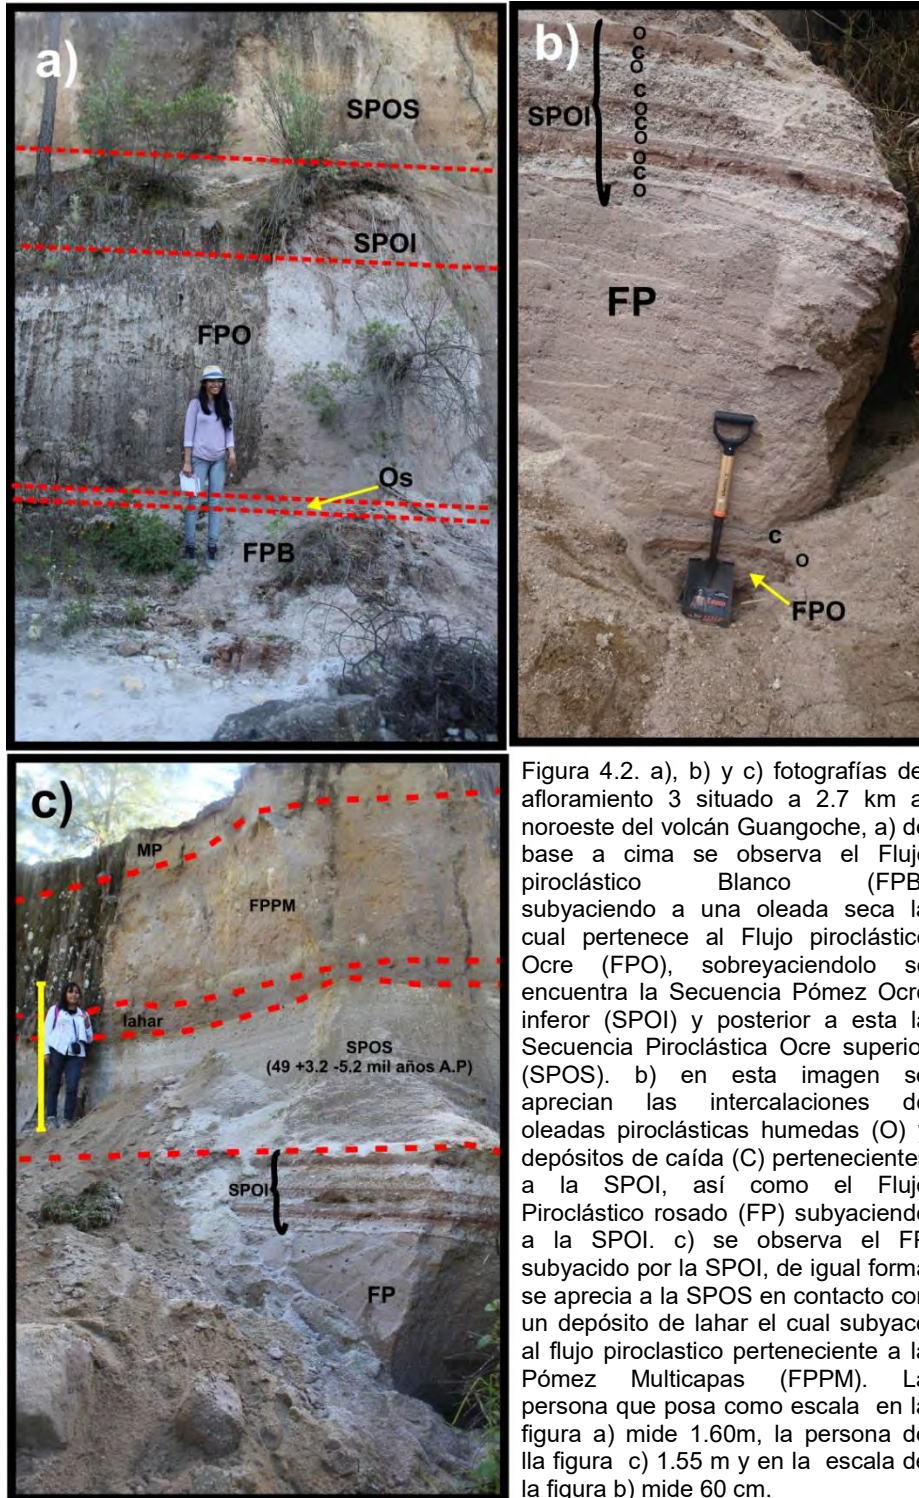 a)
SPOS
SPOI
FPO
Os
FPB
b)
SPOI
O
C
O
C
O
C
O
O
C
O
FP
c
O
FPO
c)
MP
FPPM
lahar
SPOS
(49 +3.2 -5.2 mil años A.P)
SPOI
FP
Figura 4.2. a), b) y c) fotografías de
afloramiento 3 situado a 2.7 km a
noroeste del volcán Guangoche, a) de
base a cima se observa el Flujo
piroclástico Blanco (FPB
subyaciendo a una oleada seca la
cual pertenece al Flujo piroclástico
Ocre (FPO), sobreyaciendolo se
encuentra la Secuencia Pómez Ocre
inferor (SPOI) y posterior a esta la
Secuencia Piroclástica Ocre superio
(SPOS). b) en esta imagen se
aprecian las intercalaciones de
oleadas piroclásticas humedas (O)
depósitos de caída (C) pertenecientes
a la SPOI, así como el Flujo
Piroclástico rosado (FP) subyaciendo
a la SPOI. c) se observa el FP
subyacido por la SPOI, de igual forma
se aprecia a la SPOS en contacto con
un depósito de lahar el cual subyace
al flujo piroclastico perteneciente a la
Pómez Multicapas (FPPM). La
persona que posa como escala en la
figura a) mide 1.60m, la persona de
lla figura c) 1.55 m y en la escala de
la figura b) mide 60 cm.